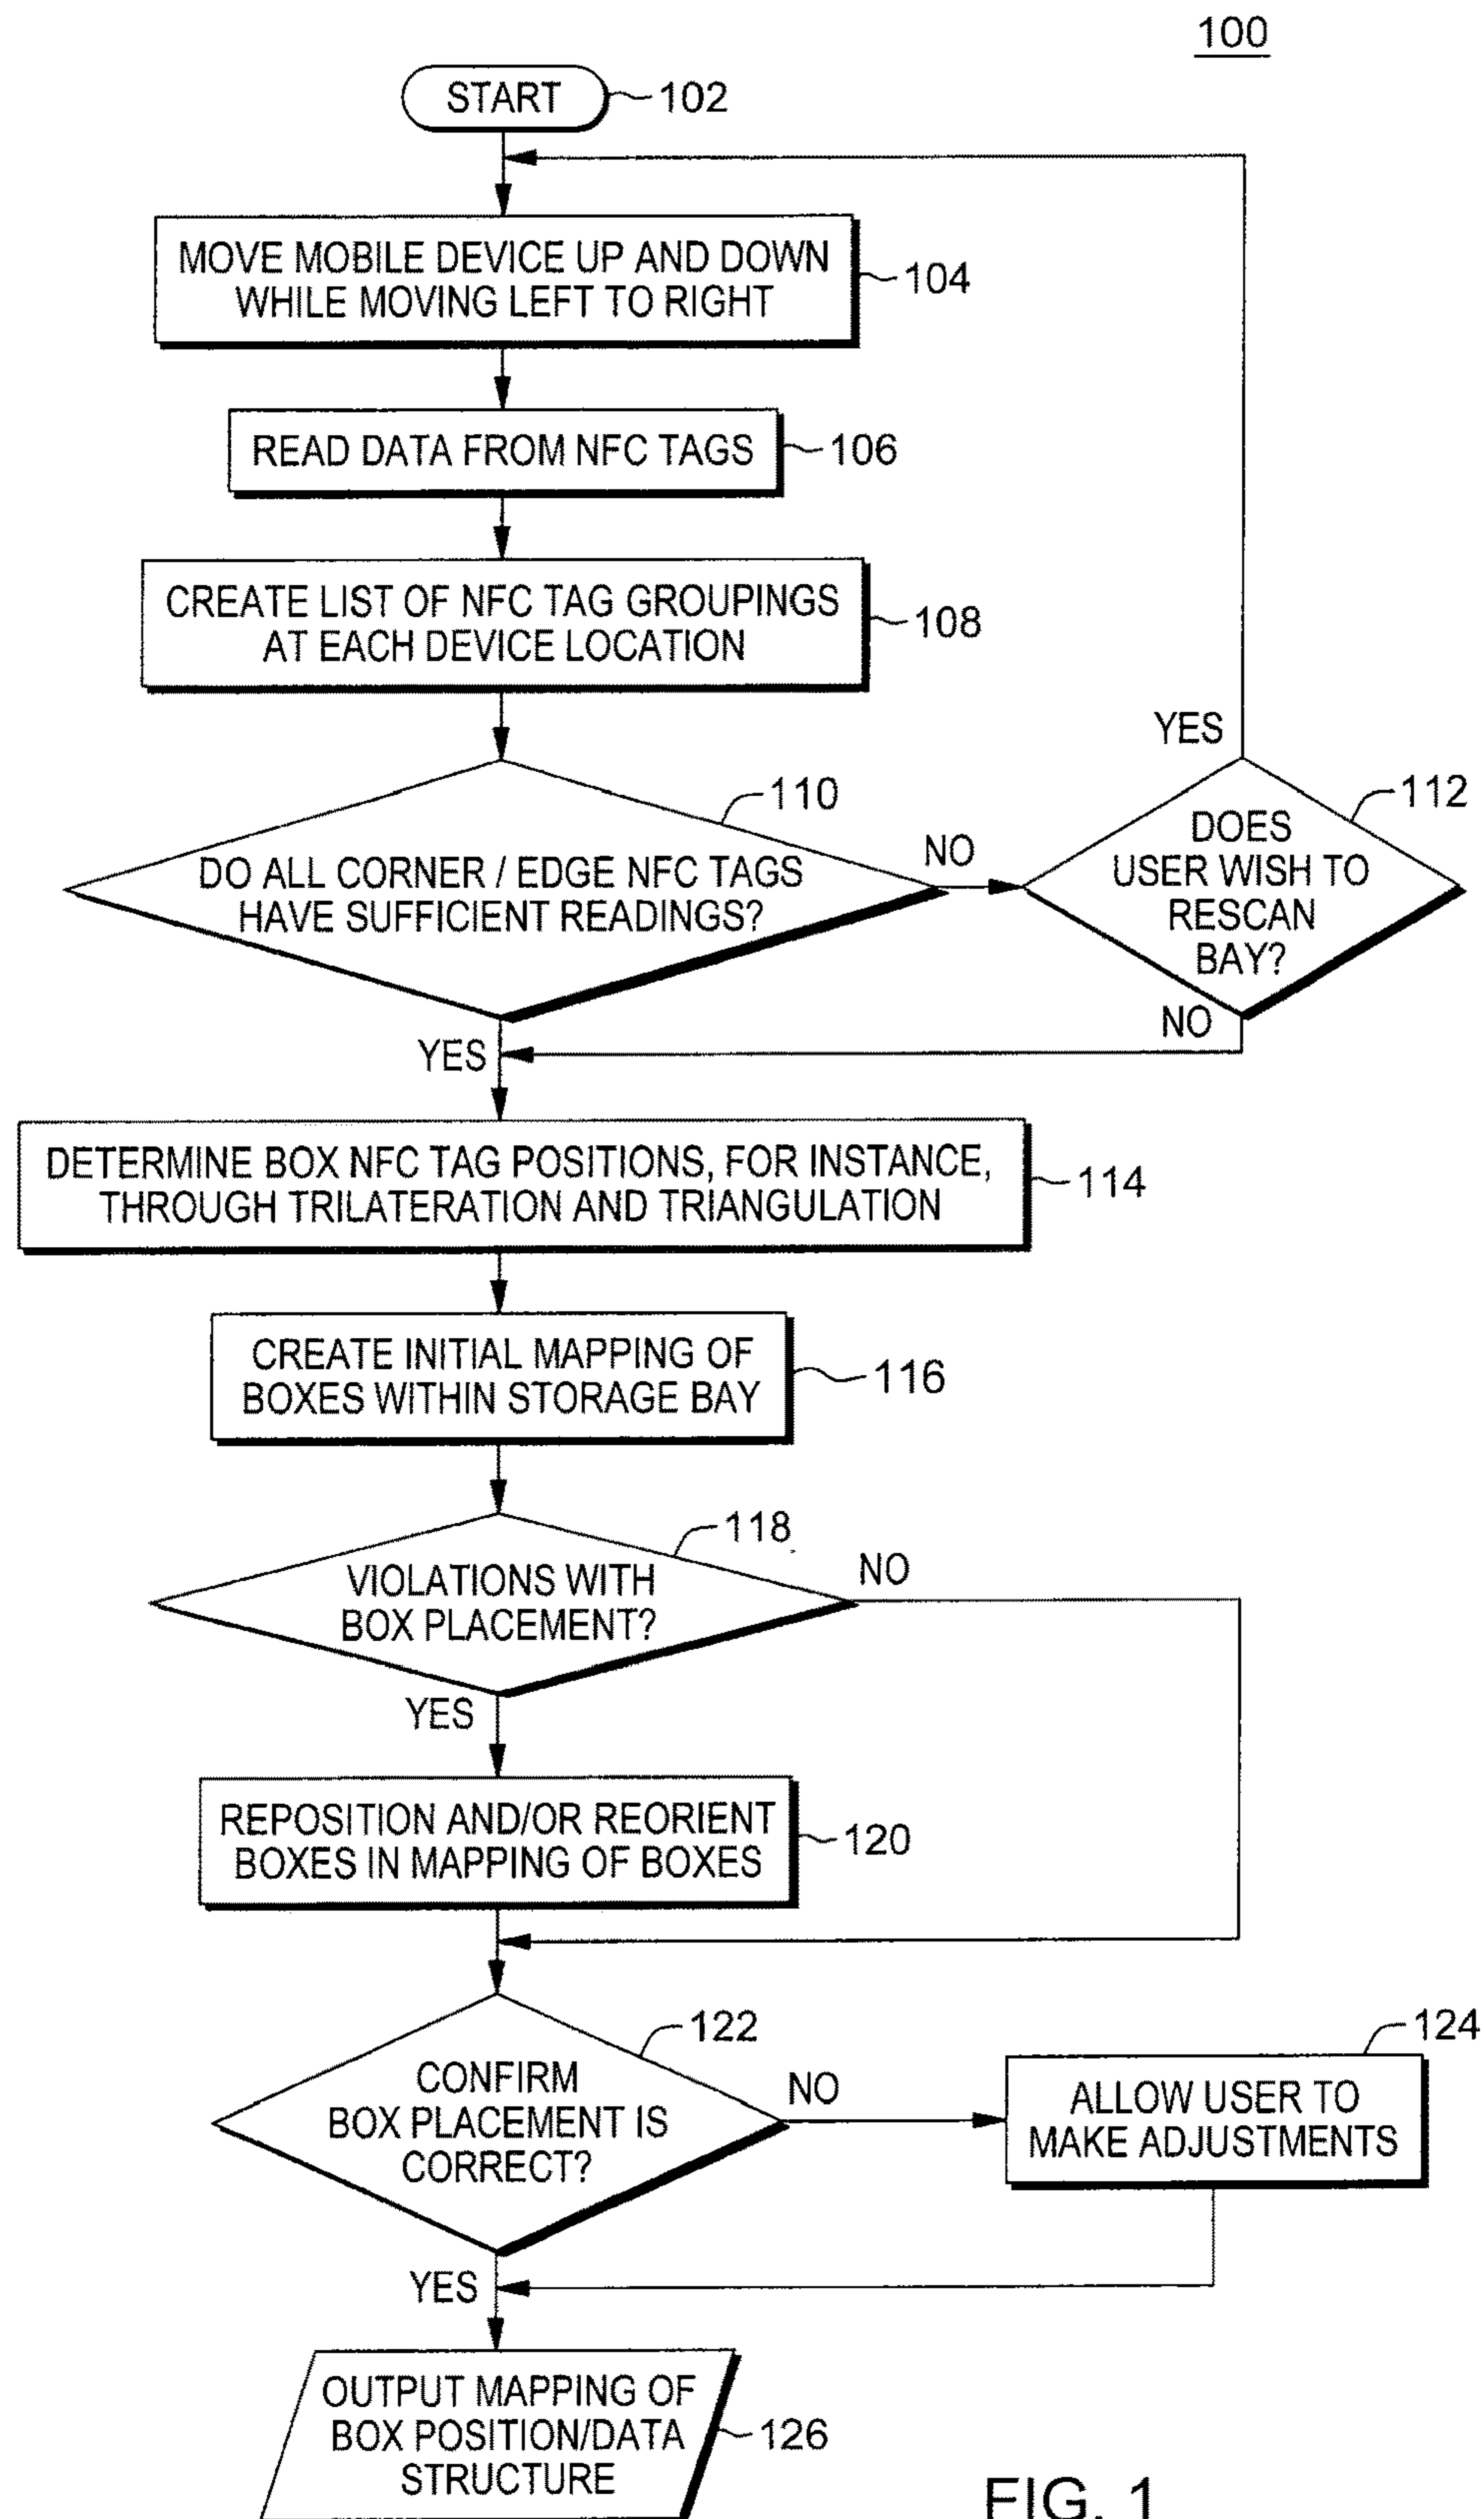 100
START
102
MOVE MOBILE DEVICE UP AND DOWN
WHILE MOVING LEFT TO RIGHT
104
READ DATA FROM NFC TAGS
106
CREATE LIST OF NFC TAG GROUPINGS
AT EACH DEVICE LOCATION
108
DO ALL CORNER / EDGE NFC TAGS
HAVE SUFFICIENT READINGS?
110
NO
YES
DOES
USER WISH TO
RESCAN
BAY?
112
YES
NO
DETERMINE BOX NFC TAG POSITIONS, FOR INSTANCE,
THROUGH TRILATERATION AND TRIANGULATION
114
CREATE INITIAL MAPPING OF
BOXES WITHIN STORAGE BAY
116
VIOLATIONS WITH
BOX PLACEMENT?
118
NO
YES
REPOSITION AND/OR REORIENT
BOXES IN MAPPING OF BOXES
120
CONFIRM
BOX PLACEMENT IS
CORRECT?
122
NO
ALLOW USER TO
MAKE ADJUSTMENTS
124
YES
OUTPUT MAPPING OF
BOX POSITION/DATA
STRUCTURE
126
FIG. 1